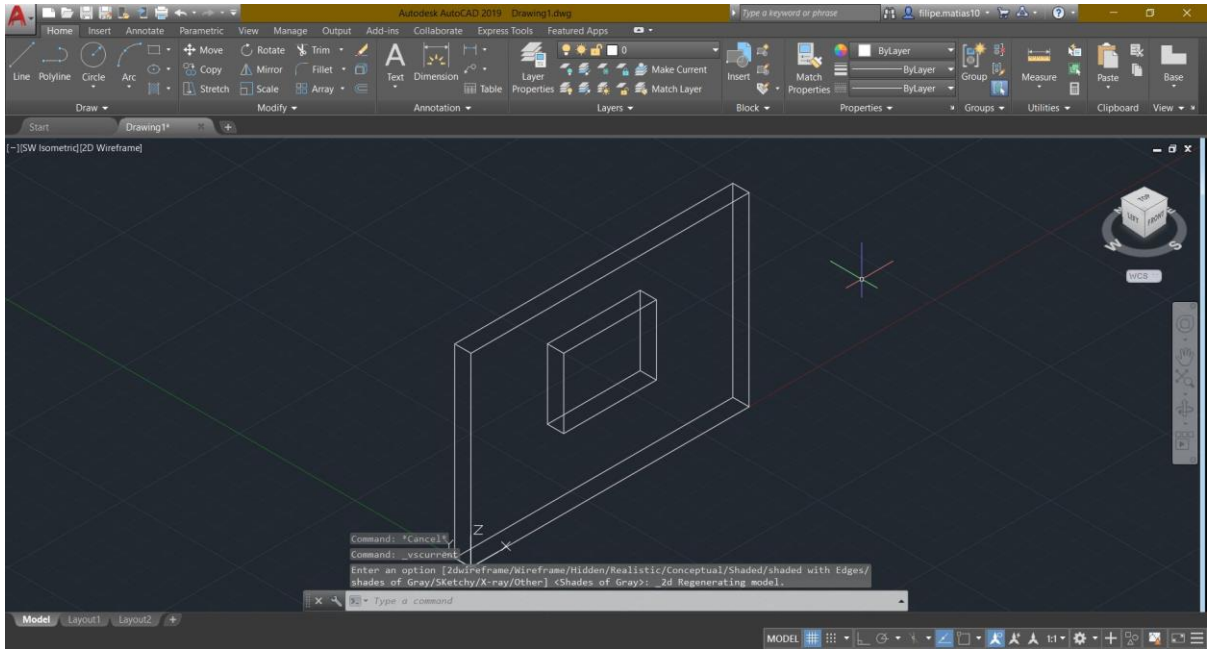 Autodesk AutoCAD 2019 Drawing1.dwg Type a keyword or phrase filipe.matias10
Home Insert Annotate Parametric View Manage Output Add-ins Collaborate Express Tools Featured Apps
Move Rotate Trim 0 ByLayer
Copy Mirror Fillet Make Current ByLayer
Line Polyline Circle Arc Text Dimension Layer Insert Match Group Measure Paste Base
Stretch Scale Array Table Properties Match Layer Properties ByLayer
Draw Modify Annotation Layers Block Properties Groups Utilities Clipboard View
Start Drawing1* +
[−][SW Isometric][2D Wireframe]
TOP
LEFT FRONT
W S
WCS
Z
Y X
Command: *Cancel*
Command: _vscurrent
Enter an option [2dwireframe/Wireframe/Hidden/Realistic/Conceptual/Shaded/shaded with Edges/
shades of Gray/SKetchy/X-ray/Other] <Shades of Gray>: _2d Regenerating model.
Type a command
Model Layout1 Layout2 +
MODEL 1:1